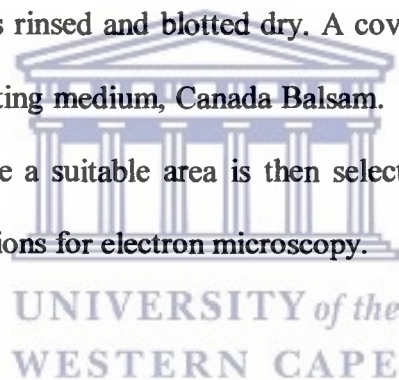 s rinsed and blotted dry. A cov
ting medium, Canada Balsam.
e a suitable area is then selec
ions for electron microscopy.
UNIVERSITY of the
WESTERN CAPE